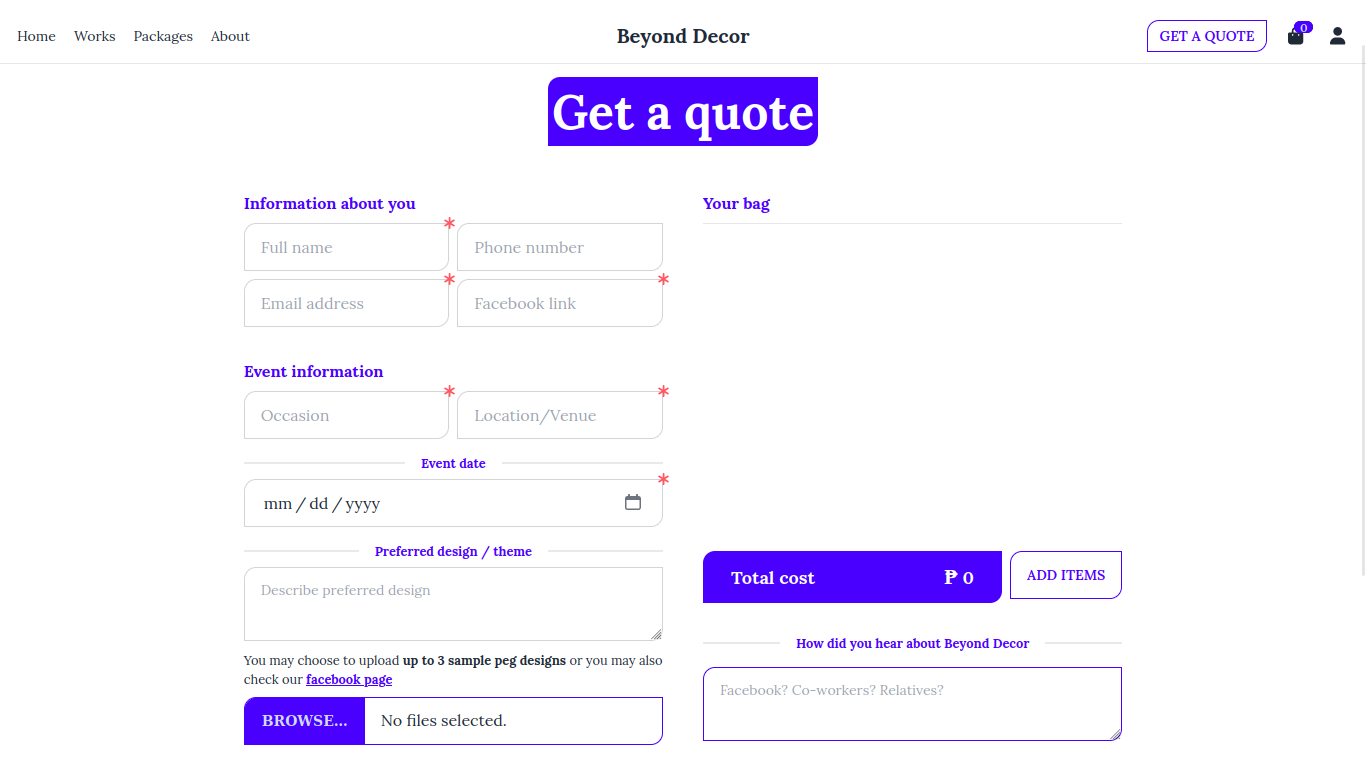 Home Works Packages About
Beyond Decor
GET A QUOTE
0
Get a quote
Information about you
Full name
*
Phone number
Email address
*
Facebook link
*
Event information
Occasion
*
Location/Venue
*
Event date
mm / dd / yyyy
*
Preferred design / theme
Describe preferred design
You may choose to upload up to 3 sample peg designs or you may also
check our facebook page
BROWSE... No files selected.
Your bag
Total cost ₱ 0
ADD ITEMS
How did you hear about Beyond Decor
Facebook? Co-workers? Relatives?